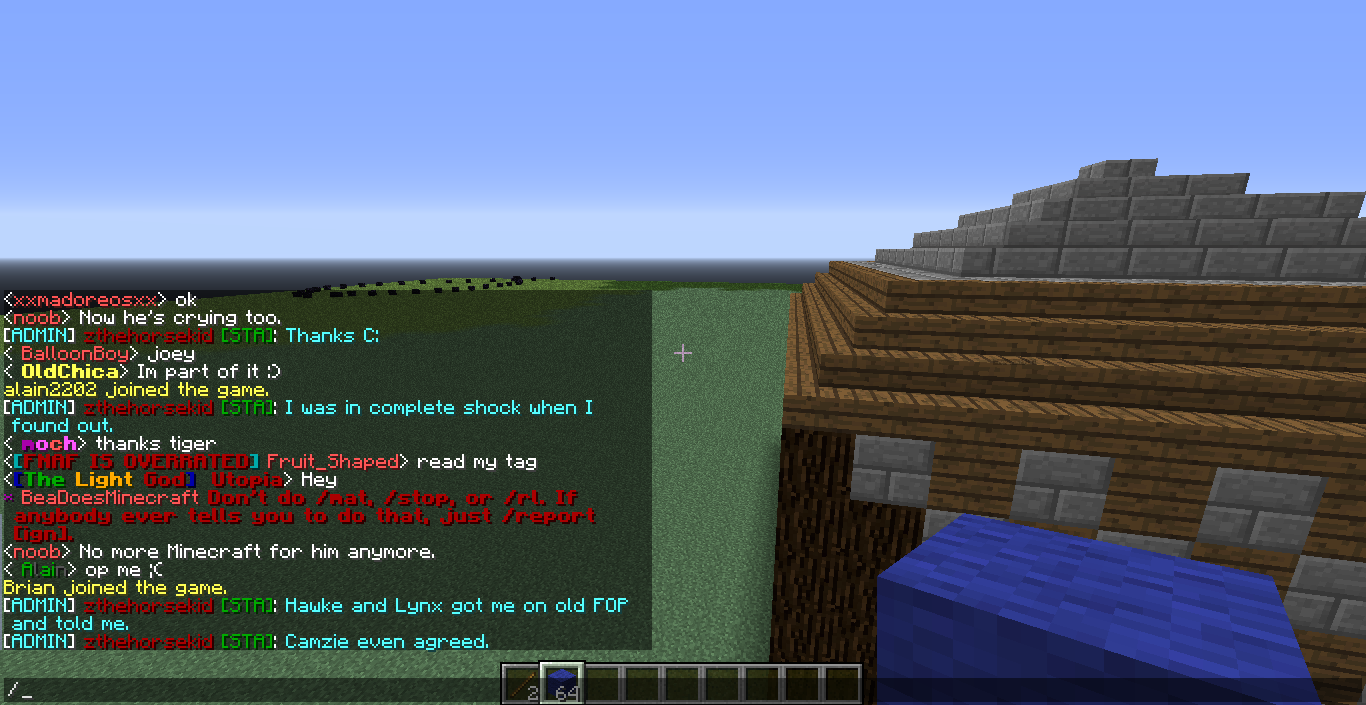 <xxmadoreosxx> ok
<noob> Now he's crying too.
[ADMIN] zthehorsekid [STA]: Thanks C:
< BalloonBoy> joey
< OldChica> Im part of it :)
alain2202 joined the game.
[ADMIN] zthehorsekid [STA]: I was in complete shock when I
found out.
< moch> thanks tiger
<[FNAF IS OVERRATED] Fruit_Shaped> read my tag
<[The Light God] Utopia> Hey
* BeaDoesMinecraft Don't do /mat, /stop, or /rl. If
anybody ever tells you to do that, just /report
[ign].
<noob> No more Minecraft for him anymore.
< Alain> op me ;(
Brian joined the game.
[ADMIN] zthehorsekid [STA]: Hawke and Lynx got me on old FOP
and told me.
[ADMIN] zthehorsekid [STA]: Camzie even agreed.
2 64
/_